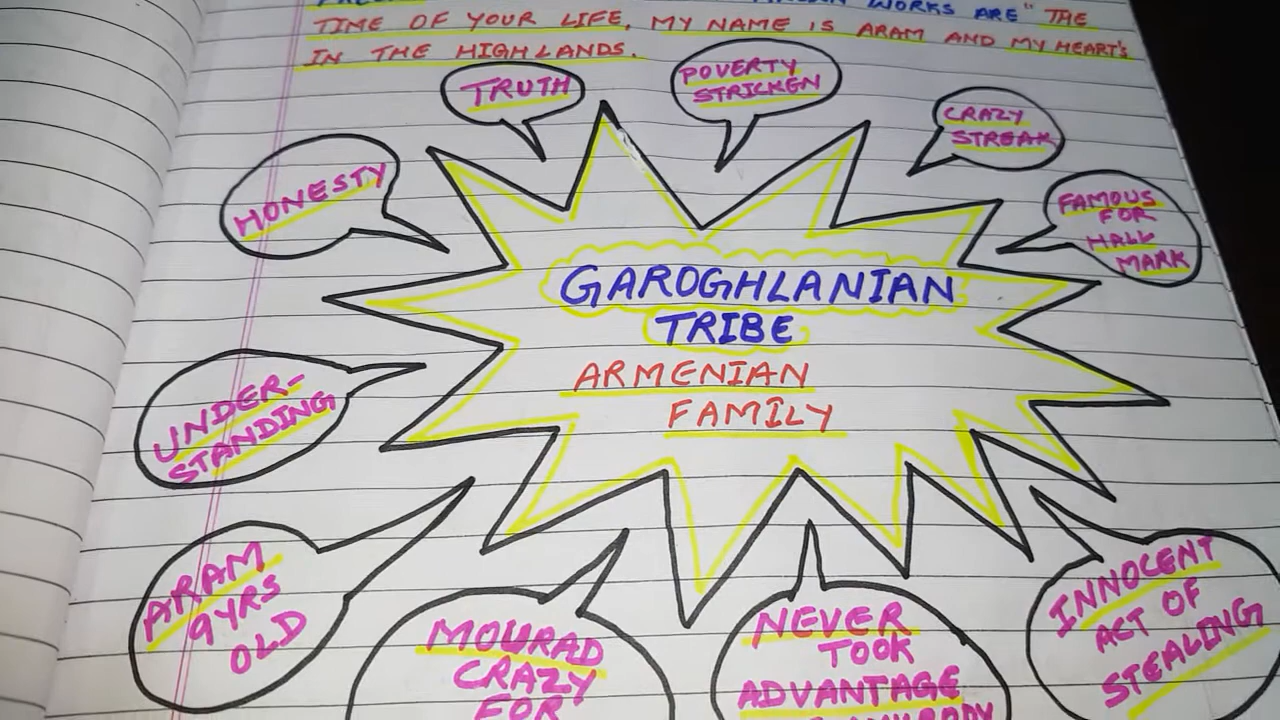 WORKS ARE " THE
TIME OF YOUR LIFE, MY NAME IS ARAM AND MY HEART'S
IN THE HIGHLANDS.
TRUTH
POVERTY
STRICKEN
CRAZY
STREAK
HONESTY
FAMOUS
FOR
HALL
MARK
GAROGHLANIAN
TRIBE
ARMENIAN
FAMILY
UNDER-
STANDING
ARAM
9YRS
OLD
MOURAD
CRAZY
FOR
NEVER
TOOK
ADVANTAGE
INNOCENT
ACT OF
STEALING